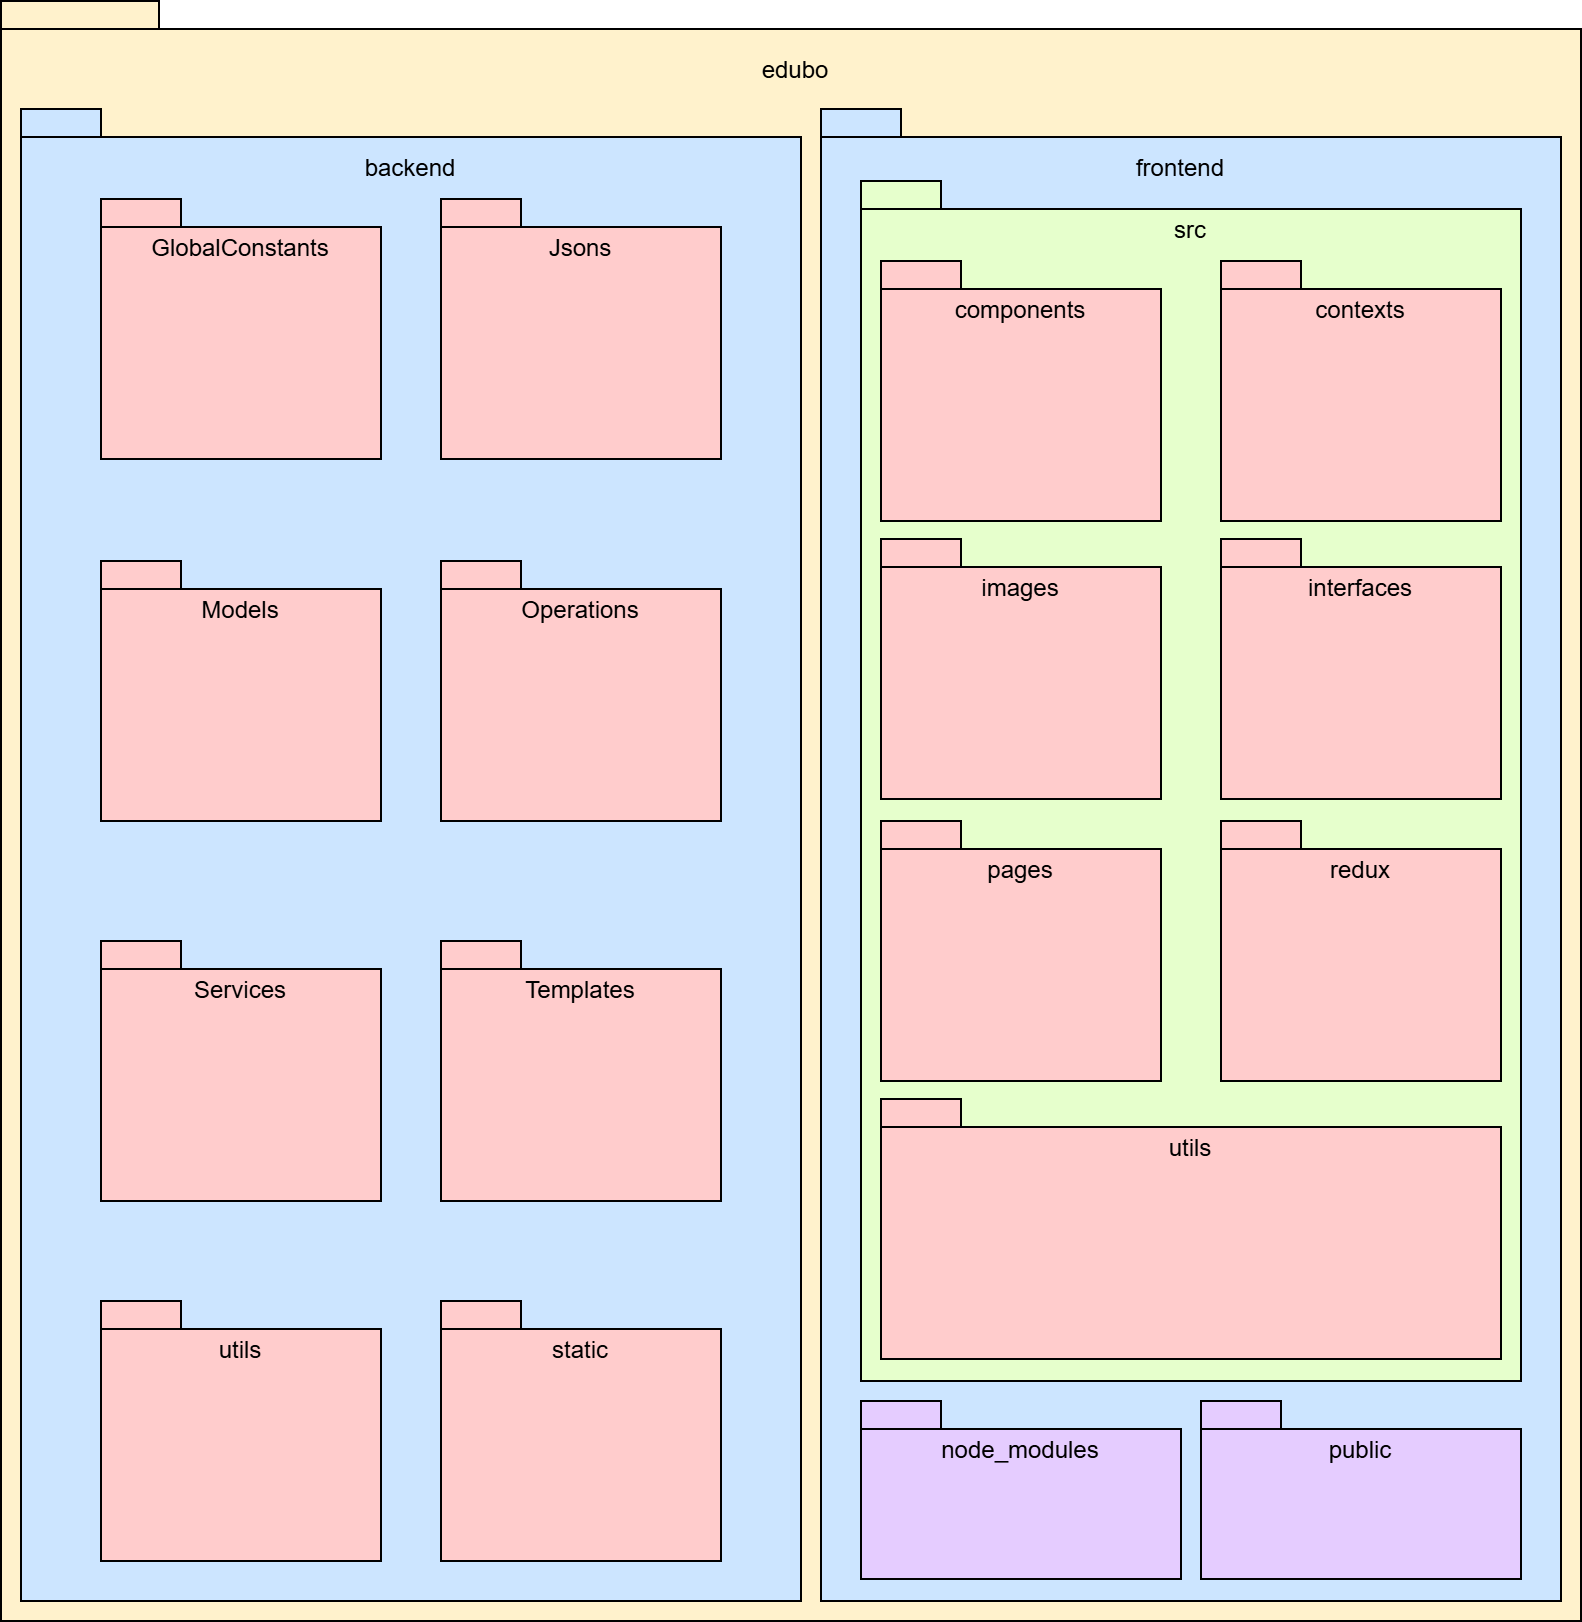 edubo
backend
GlobalConstants
Jsons
Models
Operations
Services
Templates
utils
static
frontend
src
components
contexts
images
interfaces
pages
redux
utils
node_modules
public